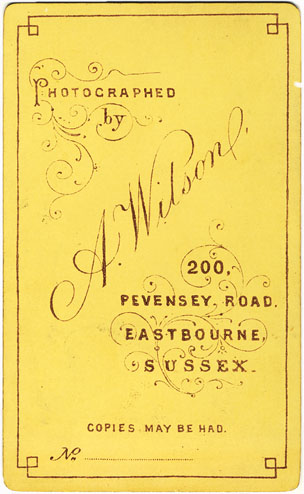 PHOTOGRAPHED
by
A. Wilson.
200,
PEVENSEY ROAD.
EASTBOURNE,
SUSSEX.
COPIES MAY BE HAD.
No.